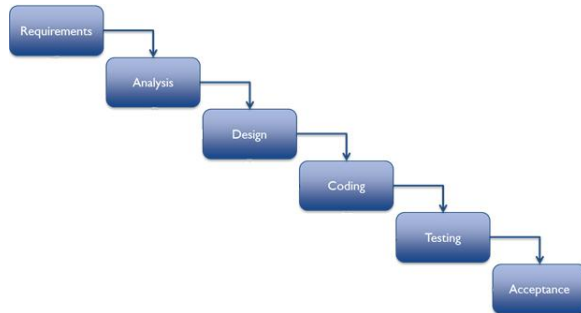 Requirements
Analysis
Design
Coding
Testing
Acceptance